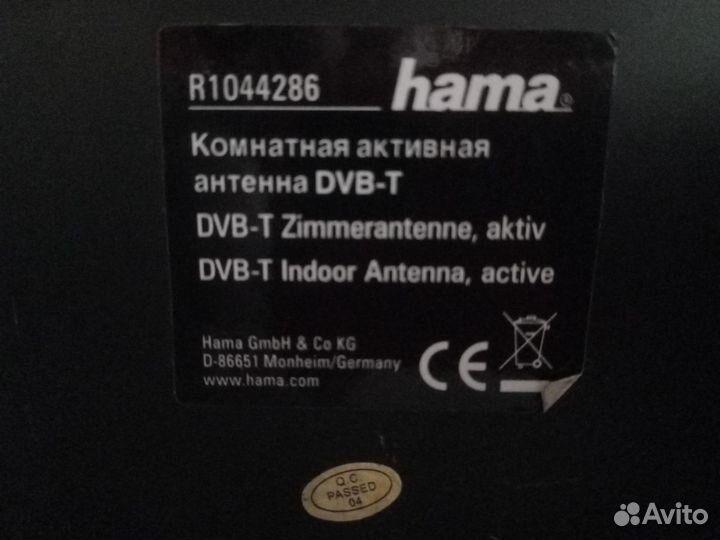 R1044286
hama®
Комнатная активная
антенна DVB-T
DVB-T Zimmerantenne, aktiv
DVB-T Indoor Antenna, active
Hama GmbH & Co KG
D-86651 Monheim/Germany
www.hama.com
CE
Q.C.
PASSED
04
Avito